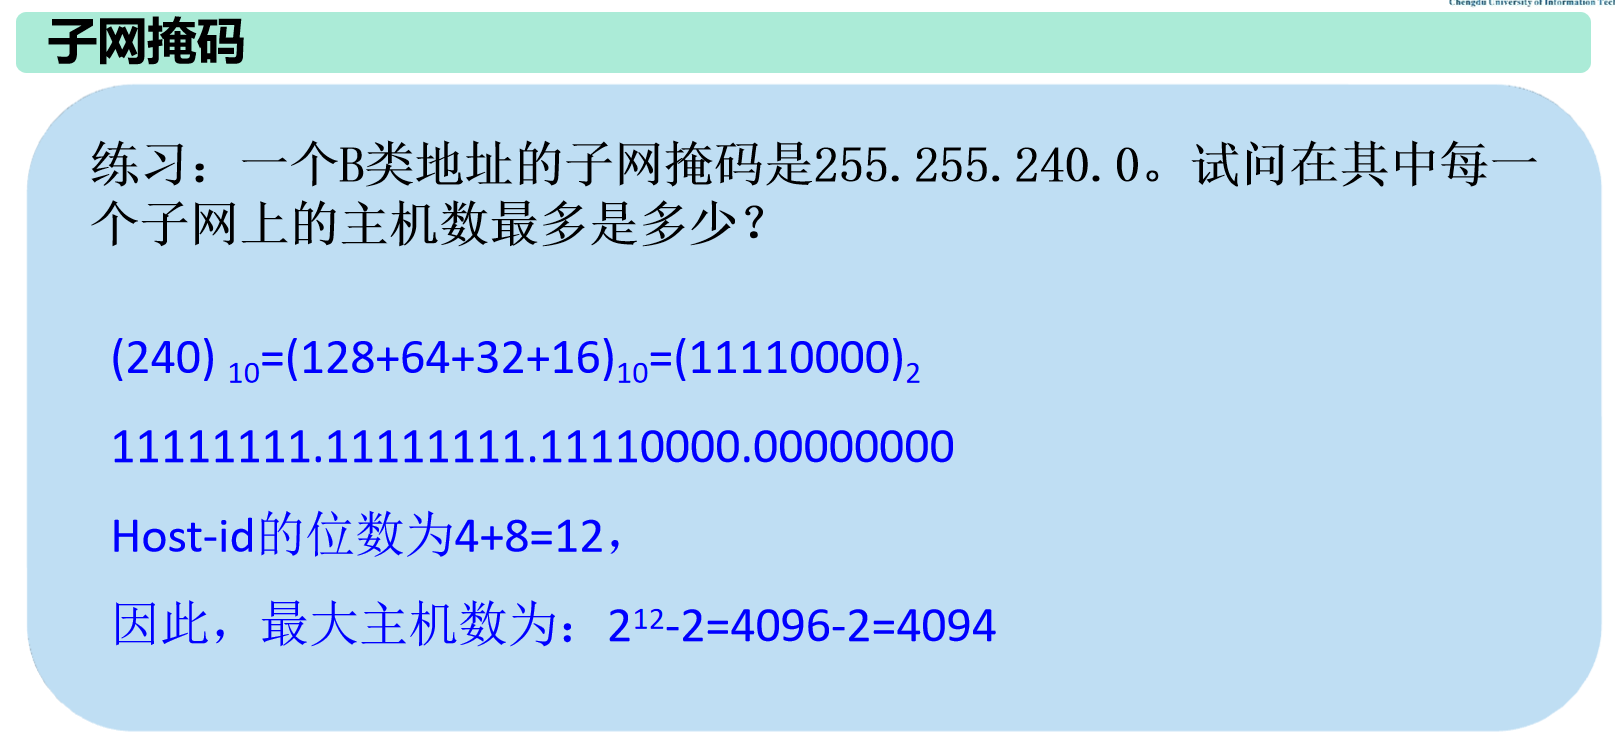 Chengdu University of Information Tec
子网掩码
练习：一个B类地址的子网掩码是255.255.240.0。试问在其中每一
个子网上的主机数最多是多少？
(240) 10=(128+64+32+16)10=(11110000)2
11111111.11111111.11110000.00000000
Host-id的位数为4+8=12，
因此，最大主机数为：2¹²-2=4096-2=4094